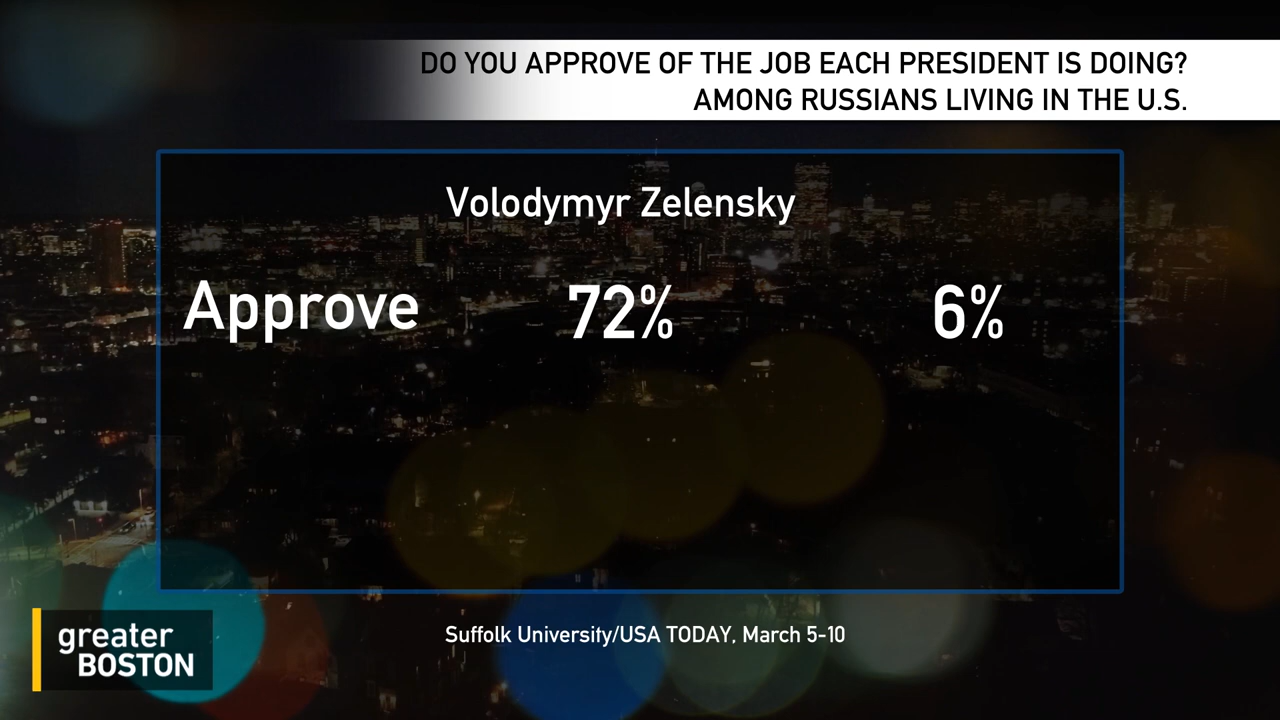 DO YOU APPROVE OF THE JOB EACH PRESIDENT IS DOING?
AMONG RUSSIANS LIVING IN THE U.S.
Volodymyr Zelensky
Approve 72% 6%
Suffolk University/USA TODAY, March 5-10
greater
BOSTON